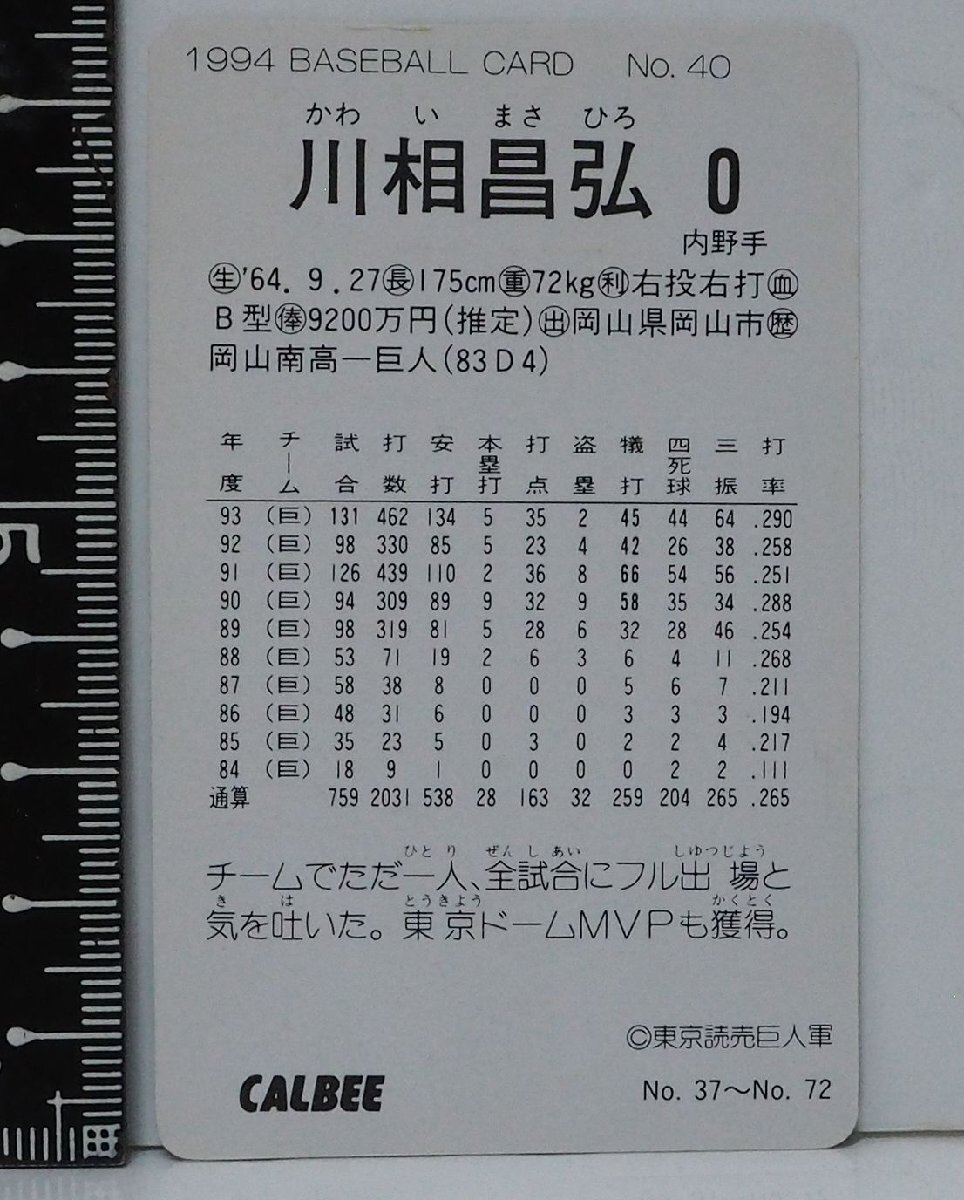 1994 BASEBALL CARD No. 40
かわ い まさ ひろ
川相昌弘 0
内野手
㊤'64. 9 .27㊐175cm㊐72kg㊐右投右打㊐
B型㊐9200万円(推定)㊐岡山県岡山市㊐
岡山南高―巨人(83D4)
年度 チーム 試合 打数 安打 本塁打 打点 盗塁 犠打 四死球 三振 打率
93 (巨) 131 462 134 5 35 2 45 44 64 .290
92 (巨) 98 330 85 5 23 4 42 26 38 .258
91 (巨) 126 439 110 2 36 8 66 54 56 .251
90 (巨) 94 309 89 9 32 9 58 35 34 .288
89 (巨) 98 319 81 5 28 6 32 28 46 .254
88 (巨) 53 71 19 2 6 3 6 4 11 .268
87 (巨) 58 38 8 0 0 0 5 6 7 .211
86 (巨) 48 31 6 0 0 0 3 3 3 .194
85 (巨) 35 23 5 0 3 0 2 2 4 .217
84 (巨) 18 9 1 0 0 0 0 2 2 .111
通算 759 2031 538 28 163 32 259 204 265 .265
ひとり ぜんしあい しゆつじよう
チームでただ一人、全試合にフル出場と
き は とうきよう かくとく
気を吐いた。東京ドームMVPも獲得。
©東京読売巨人軍
CALBEE No. 37〜No. 72
5